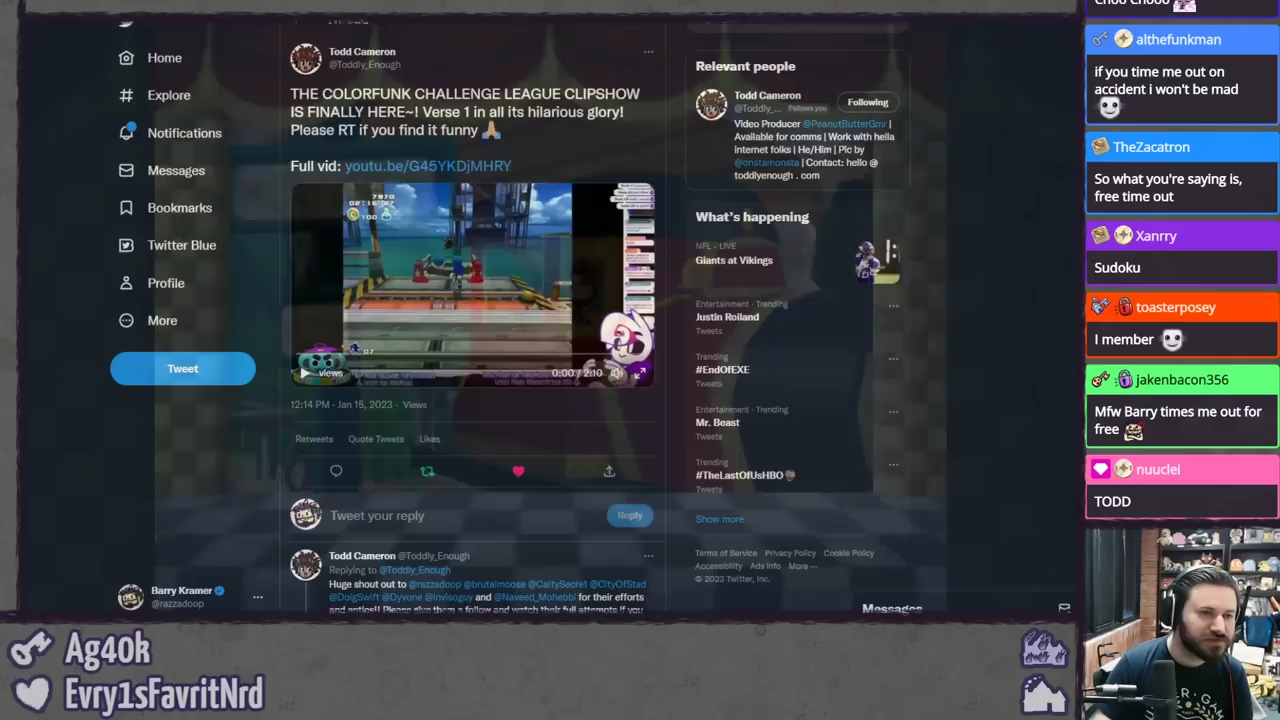 Home
Explore
Notifications
Messages
Bookmarks
Twitter Blue
Profile
More
Tweet
Barry Kramer
@razzadoop
Todd Cameron
@Toddly_Enough
THE COLORFUNK CHALLENGE LEAGUE CLIPSHOW
IS FINALLY HERE~! Verse 1 in all its hilarious glory!
Please RT if you find it funny 🙏🏽
Full vid: youtu.be/G45YKDjMHRY
views
0:00 / 2:10
12:14 PM · Jan 15, 2023 · Views
Retweets Quote Tweets Likes
Tweet your reply
Reply
Todd Cameron @Toddly_Enough
Replying to @Toddly_Enough
Huge shout out to @razzadoop @brutalmoose @CaitySecret @CityOfStad
@DoigSwift @Dyvone @Invisoguy and @Naveed_Mohebbi for their efforts
Relevant people
Todd Cameron
@Toddly_... Follows you
Following
Video Producer @PeanutButterGmr |
Available for comms | Work with hella
Internet folks | He/Him | Pic by
@onstamonsta | Contact: hello @
toddlyenough . com
What's happening
NFL · LIVE
Giants at Vikings
Entertainment · Trending
Justin Roiland
Tweets
Trending
#EndOfEXE
Tweets
Entertainment · Trending
Mr. Beast
Tweets
Trending
#TheLastOfUsHBO
Tweets
Show more
Terms of Service Privacy Policy Cookie Policy
Accessibility Ads Info More ···
© 2023 Twitter, Inc.
Messages
althefunkman
if you time me out on
accident i won't be mad
TheZacatron
So what you're saying is,
free time out
Xanrry
Sudoku
toasterposey
I member
jakenbacon356
Mfw Barry times me out for
free
nuuclei
TODD
Ag40k
Evry1sFavritNrd